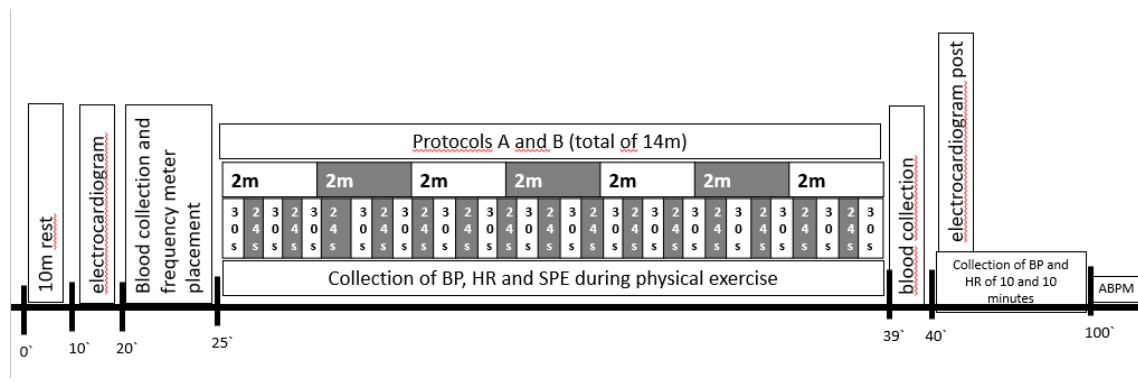 Protocols A and B (total of 14m)
2m 2m 2m 2m 2m 2m 2m
30s 24s 30s 24s 30s 24s 30s 24s 30s 24s 30s 24s 30s 24s 30s 24s 30s 24s 30s 24s 30s 24s 30s 24s 30s 24s 30s 24s 30s
Collection of BP, HR and SPE during physical exercise
10m rest
electrocardiogram
Blood collection and
frequency meter
placement
blood collection
electrocardiogram post
Collection of BP and
HR of 10 and 10
minutes
ABPM
0` 10` 20` 25` 39` 40` 100`